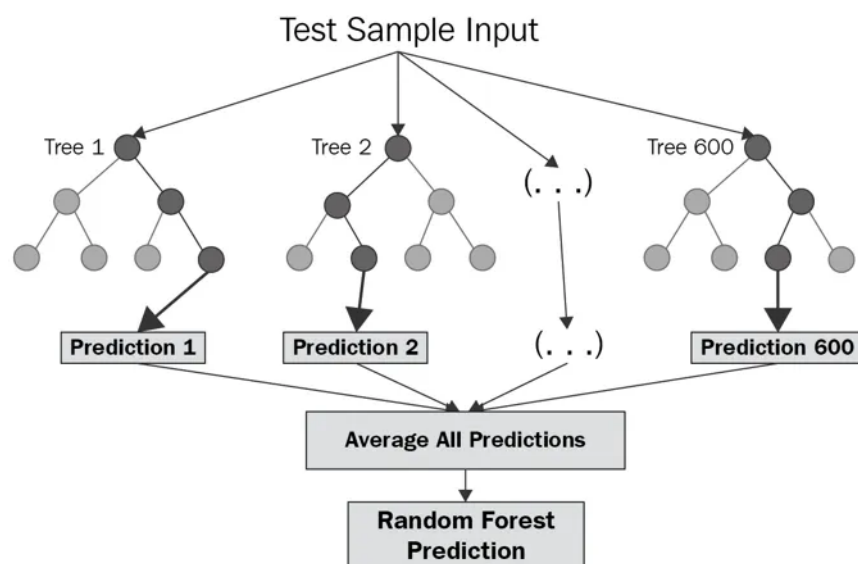 Test Sample Input
Tree 1
Tree 2
Tree 600
(. . .)
Prediction 1
Prediction 2
(. . .)
Prediction 600
Average All Predictions
Random Forest
Prediction